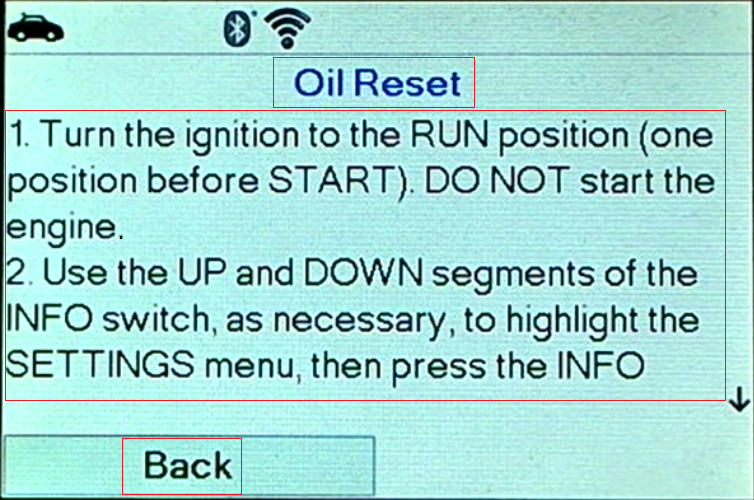 Oil Reset
1. Turn the ignition to the RUN position (one
position before START). DO NOT start the
engine.
2. Use the UP and DOWN segments of the
INFO switch, as necessary, to highlight the
SETTINGS menu, then press the INFO
Back